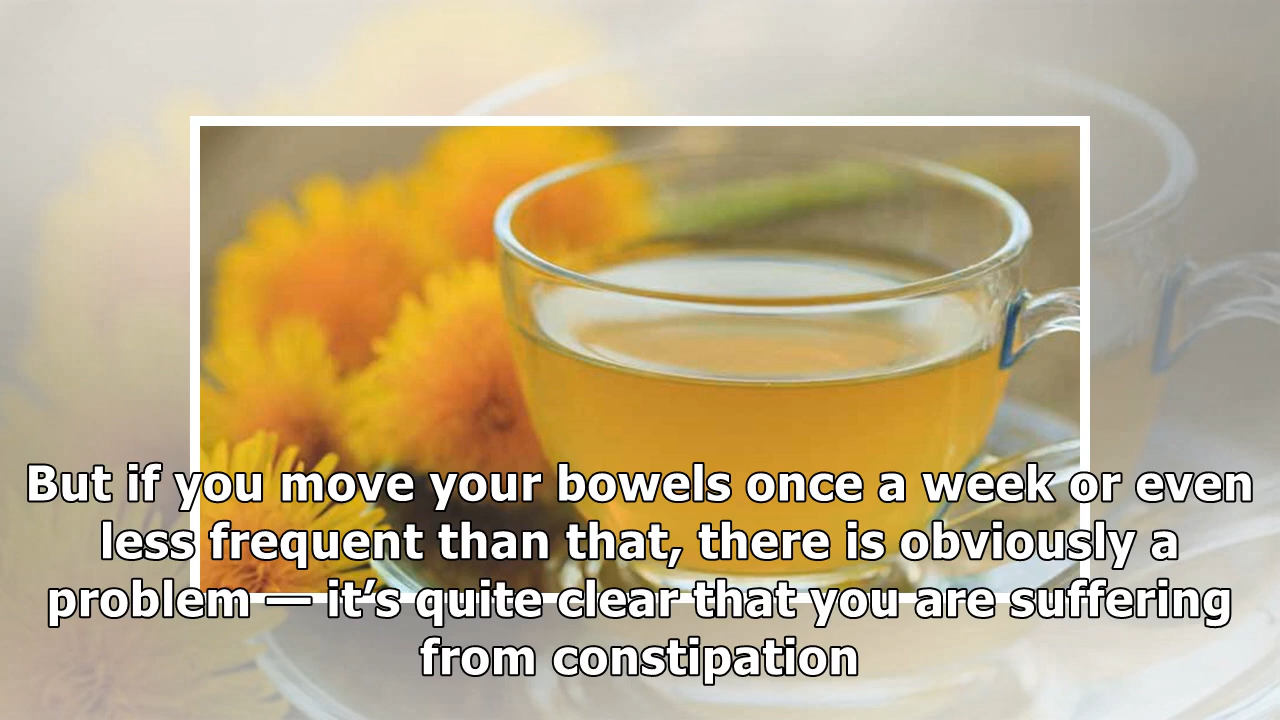 But if you move your bowels once a week or even
less frequent than that, there is obviously a
problem — it’s quite clear that you are suffering
from constipation